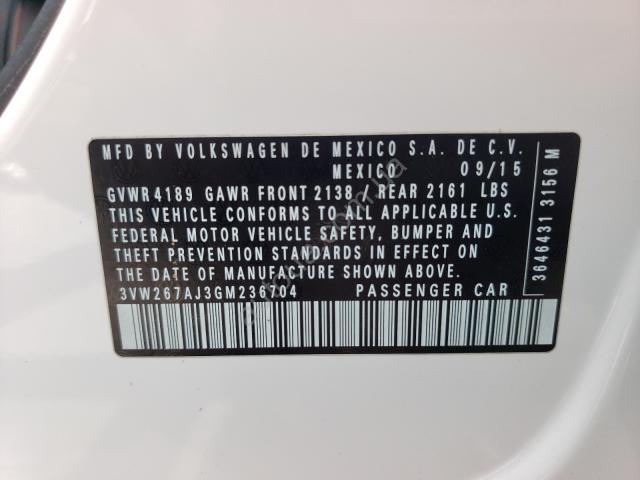 MFD BY VOLKSWAGEN DE MEXICO S.A. DE C.V.
MEXICO 09/15
GVWR 4189 GAWR FRONT 2138 REAR 2161 LBS
THIS VEHICLE CONFORMS TO ALL APPLICABLE U.S.
FEDERAL MOTOR VEHICLE SAFETY, BUMPER AND
THEFT PREVENTION STANDARDS IN EFFECT ON
THE DATE OF MANUFACTURE SHOWN ABOVE.
PASSENGER CAR
3646431 3156 M